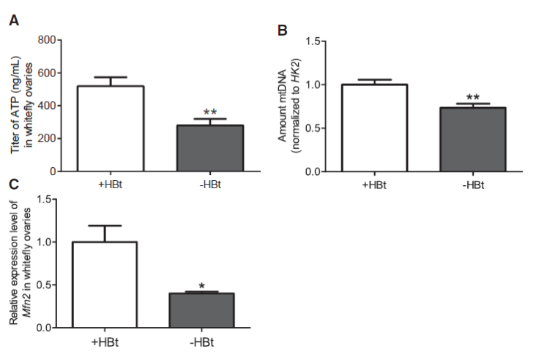 A
Titer of ATP (ng/mL)
in whitefly ovaries
800
600
400
200
0
**
+HBt
-HBt
B
Amount mtDNA
(normalized to HK2)
1.5
1.0
0.5
0.0
**
+HBt
-HBt
C
Relative expression level of
Mfn2 in whitefly ovaries
1.5
1.0
0.5
0.0
*
+HBt
-HBt